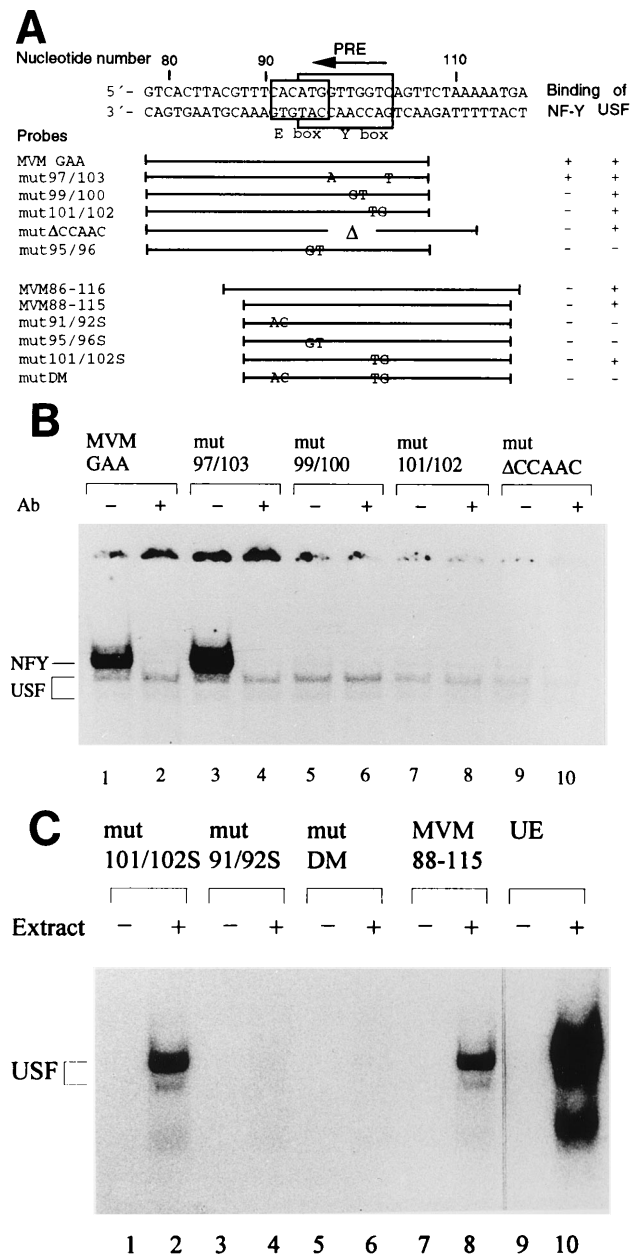 A
PRE
Nucleotide number 80 90 110
5´- GTCACTTACGTTTCACATGGTTGGTCAGTTCTAAAAATGA Binding of
3´- CAGTGAATGCAAAGTGTACCAACCAGTCAAGATTTTTACT NF-Y USF
E box Y box
Probes
MVM GAA + +
mut97/103 A T + +
mut99/100 GT - +
mut101/102 TG - +
mutΔCCAAC Δ - +
mut95/96 GT - -
MVM86-116 - +
MVM88-115 - +
mut91/92S AC - -
mut95/96S GT - -
mut101/102S TG - +
mutDM AC TG - -
B
MVM GAA
mut 97/103
mut 99/100
mut 101/102
mut ΔCCAAC
Ab - + - + - + - + - +
NFY
USF
1 2 3 4 5 6 7 8 9 10
C
mut 101/102S
mut 91/92S
mut DM
MVM 88-115
UE
Extract - + - + - + - + - +
USF
1 2 3 4 5 6 7 8 9 10